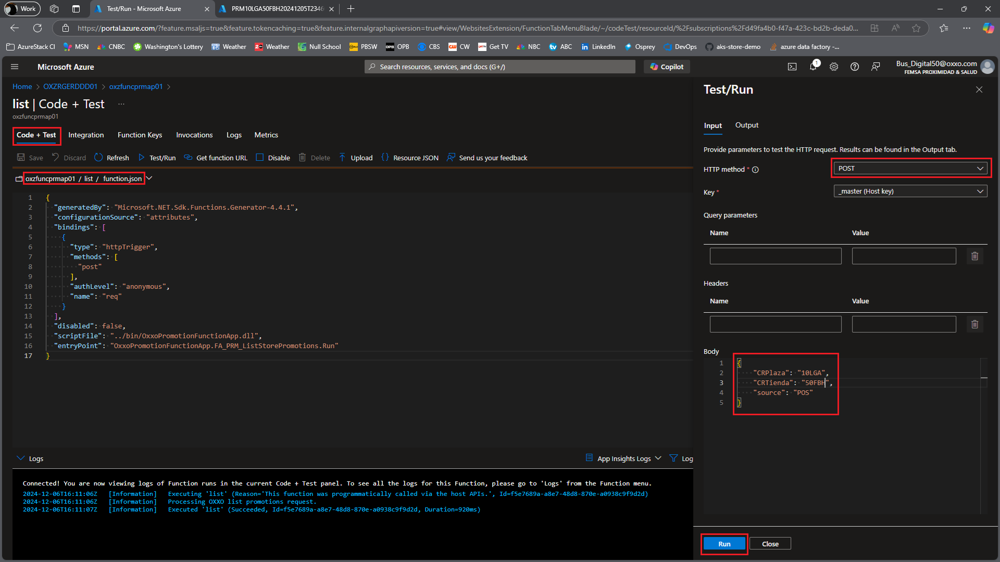 Work
Test/Run - Microsoft Azure
PRM10LGA50FBH20241205T2346
https://portal.azure.com/?feature.msaljs=true&feature.tokencaching=true&feature.internalgraphapiversion=true#view/WebsitesExtension/FunctionTabMenuBlade/~/codeTest/resourceId/%2Fsubscriptions%2Fd49fa4b0-f47a-423c-bd2b-deda0...
AzureStack CI MSN CNBC Washington's Lottery Weather Weather Null School PBSW OPB CBS CW Get TV NBC ABC LinkedIn Osprey DevOps aks-store-demo azure data factory -...
Microsoft Azure
Search resources, services, and docs (G+/)
Copilot
1
Bus_Digital50@oxxo.com
FEMSA PROXIMIDAD & SALUD
Home > OXZRGERDDD01 > oxzfuncprmap01 >
list | Code + Test ...
oxzfuncprmap01
Code + Test Integration Function Keys Invocations Logs Metrics
Save Discard Refresh Test/Run Get function URL Disable Delete Upload Resource JSON Send us your feedback
oxzfuncprmap01 / list / function.json
1 {
2 "generatedBy": "Microsoft.NET.Sdk.Functions.Generator-4.4.1",
3 "configurationSource": "attributes",
4 "bindings": [
5 {
6 "type": "httpTrigger",
7 "methods": [
8 "post"
9 ],
10 "authLevel": "anonymous",
11 "name": "req"
12 }
13 ],
14 "disabled": false,
15 "scriptFile": "../bin/OxxoPromotionFunctionApp.dll",
16 "entryPoint": "OxxoPromotionFunctionApp.FA_PRM_ListStorePromotions.Run"
17 }
Logs
App Insights Logs
Log
Connected! You are now viewing logs of Function runs in the current Code + Test panel. To see all the logs for this Function, please go to 'Logs' from the Function menu.
2024-12-06T16:11:06Z [Information] Executing 'list' (Reason='This function was programmatically called via the host APIs.', Id=f5e7689a-a8e7-48d8-870e-a0938c9f9d2d)
2024-12-06T16:11:06Z [Information] Processing OXXO list promotions request.
2024-12-06T16:11:07Z [Information] Executed 'list' (Succeeded, Id=f5e7689a-a8e7-48d8-870e-a0938c9f9d2d, Duration=920ms)
Test/Run
Input Output
Provide parameters to test the HTTP request. Results can be found in the Output tab.
HTTP method * POST
Key * _master (Host key)
Query parameters
Name Value
Headers
Name Value
Body
1 {
2 "CRPlaza": "10LGA",
3 "CRTienda": "50FBH",
4 "source": "POS"
5 }
Run Close